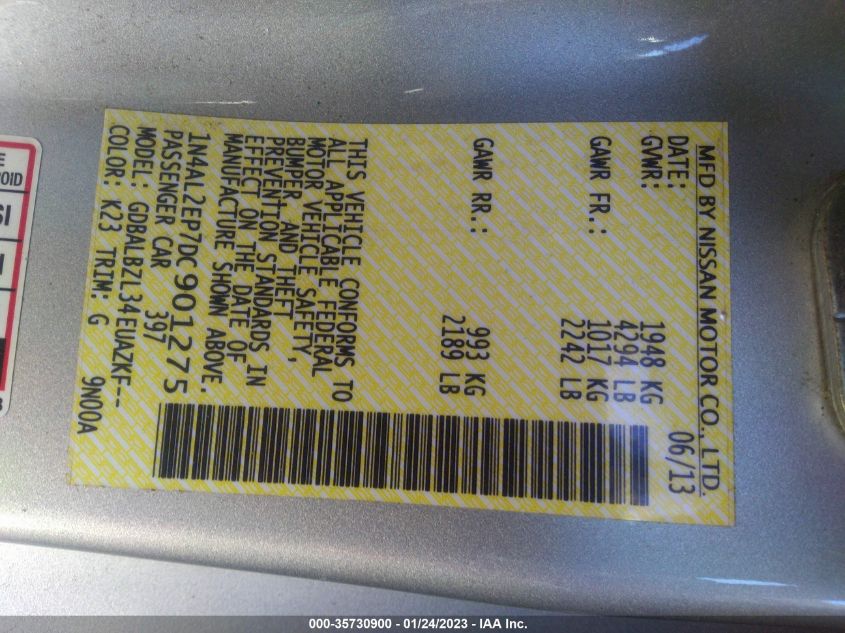 MFD BY NISSAN MOTOR CO., LTD.
DATE: 06/13
GVWR: 1948 KG
4294 LB
GAWR FR.: 1017 KG
2242 LB
GAWR RR.: 993 KG
2189 LB
THIS VEHICLE CONFORMS TO
ALL APPLICABLE FEDERAL
MOTOR VEHICLE SAFETY,
BUMPER, AND THEFT
PREVENTION STANDARDS IN
EFFECT ON THE DATE OF
MANUFACTURE SHOWN ABOVE.
1N4AL2EP7DC901275
PASSENGER CAR 397
MODEL: GDBALBZL34EUAZKF---
COLOR: K23 TRIM: G 9N00A
000-35730900 - 01/24/2023 - IAA Inc.